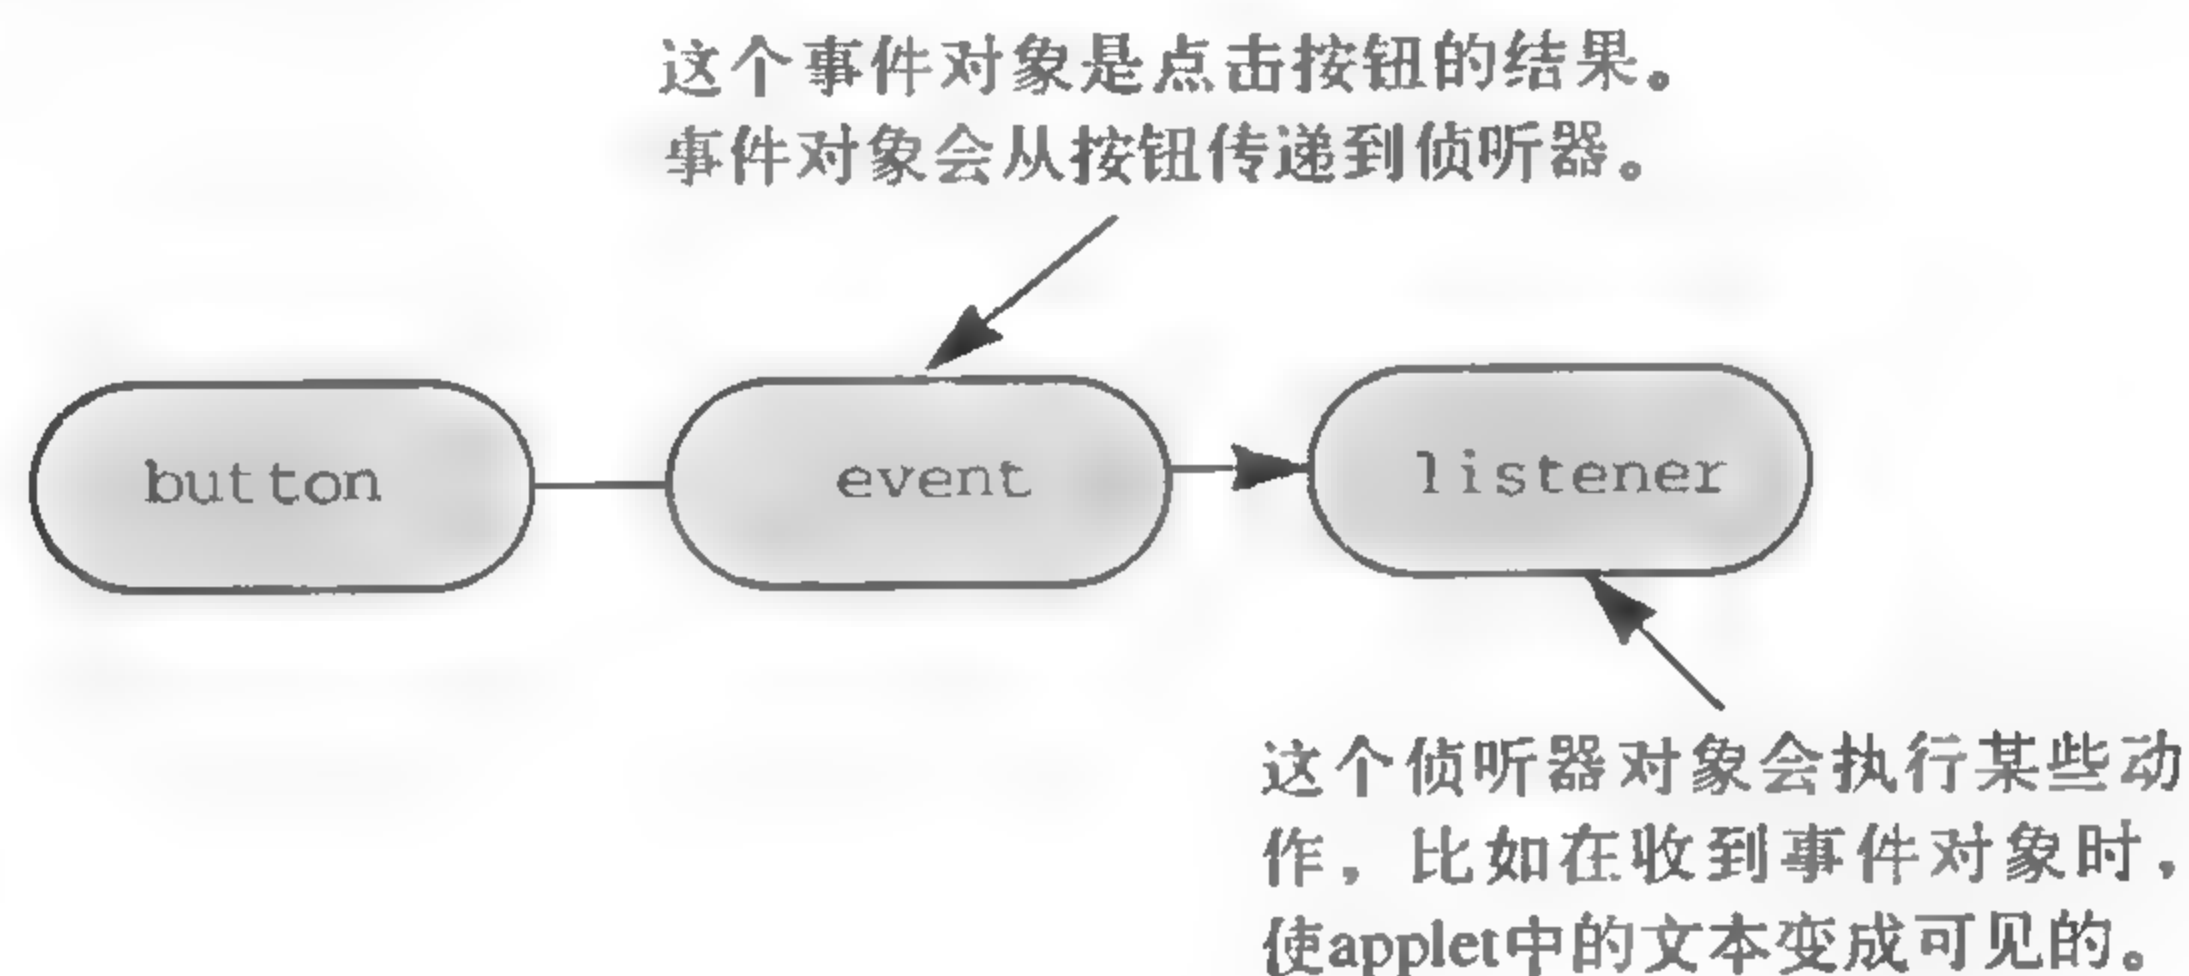 这个事件对象是点击按钮的结果。
事件对象会从按钮传递到侦听器。
button
event
listener
这个侦听器对象会执行某些动
作，比如在收到事件对象时，
使applet中的文本变成可见的。